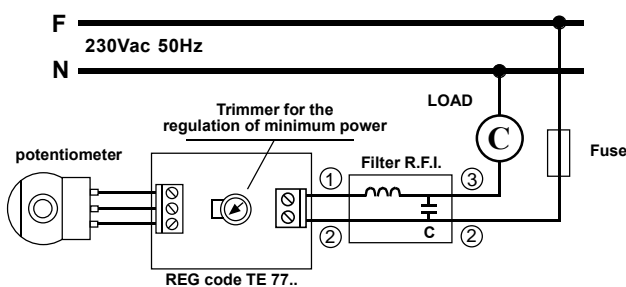 F
230Vac 50Hz
N
LOAD
C
Fuse
Trimmer for the
regulation of minimum power
potentiometer
Filter R.F.I.
1
3
2
C
2
REG code TE 77..